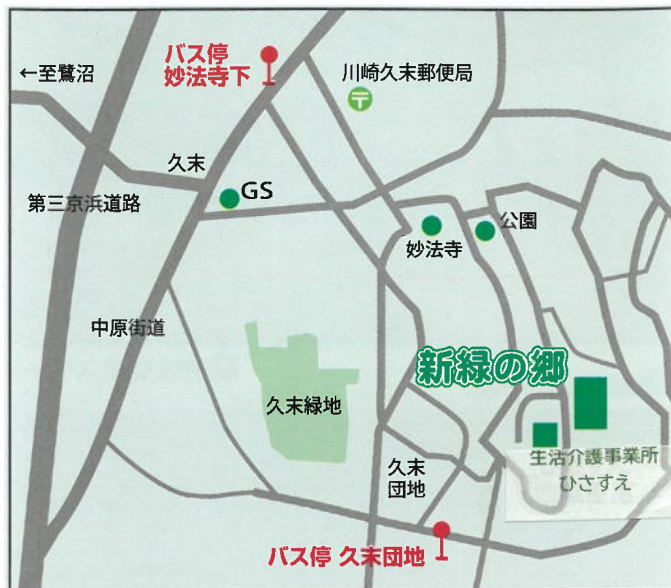 バス停
妙法寺下
←至鷺沼
川崎久末郵便局
〒
久末
GS
第三京浜道路
公園
妙法寺
中原街道
新緑の郷
久末緑地
久末
団地
生活介護事業所
ひさすえ
バス停 久末団地